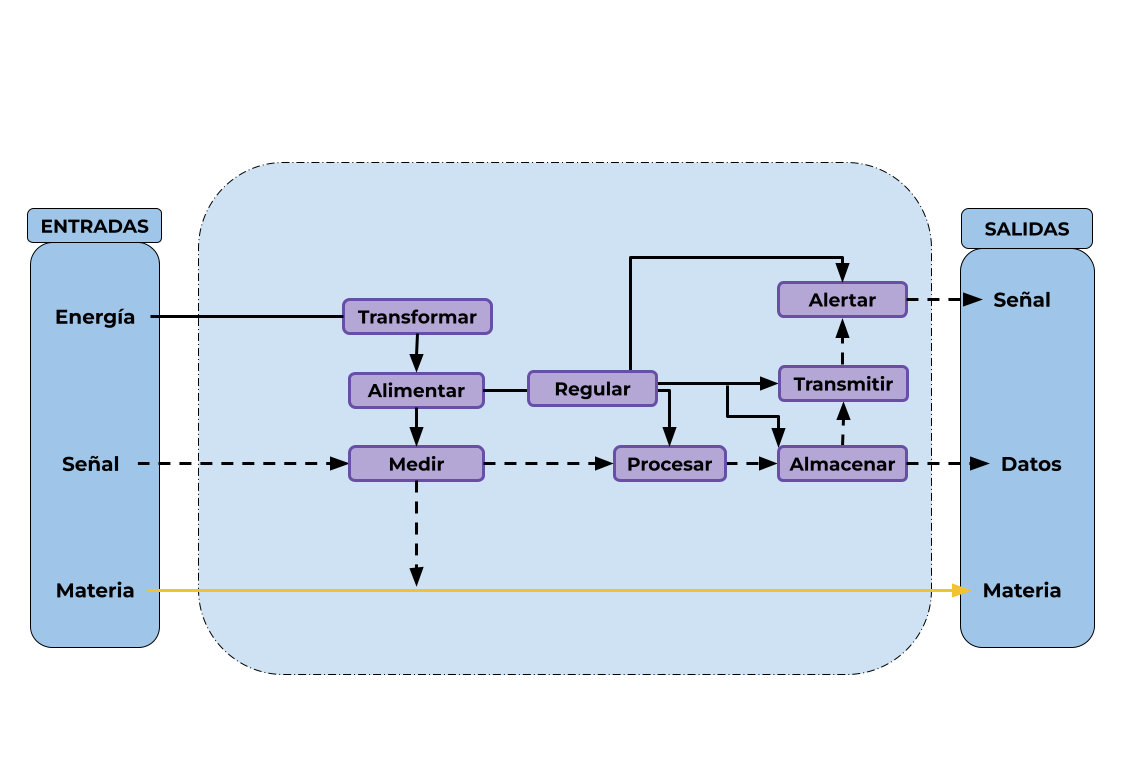 ENTRADAS
SALIDAS
Energía
Transformar
Alertar
Señal
Alimentar
Regular
Transmitir
Señal
Medir
Procesar
Almacenar
Datos
Materia
Materia